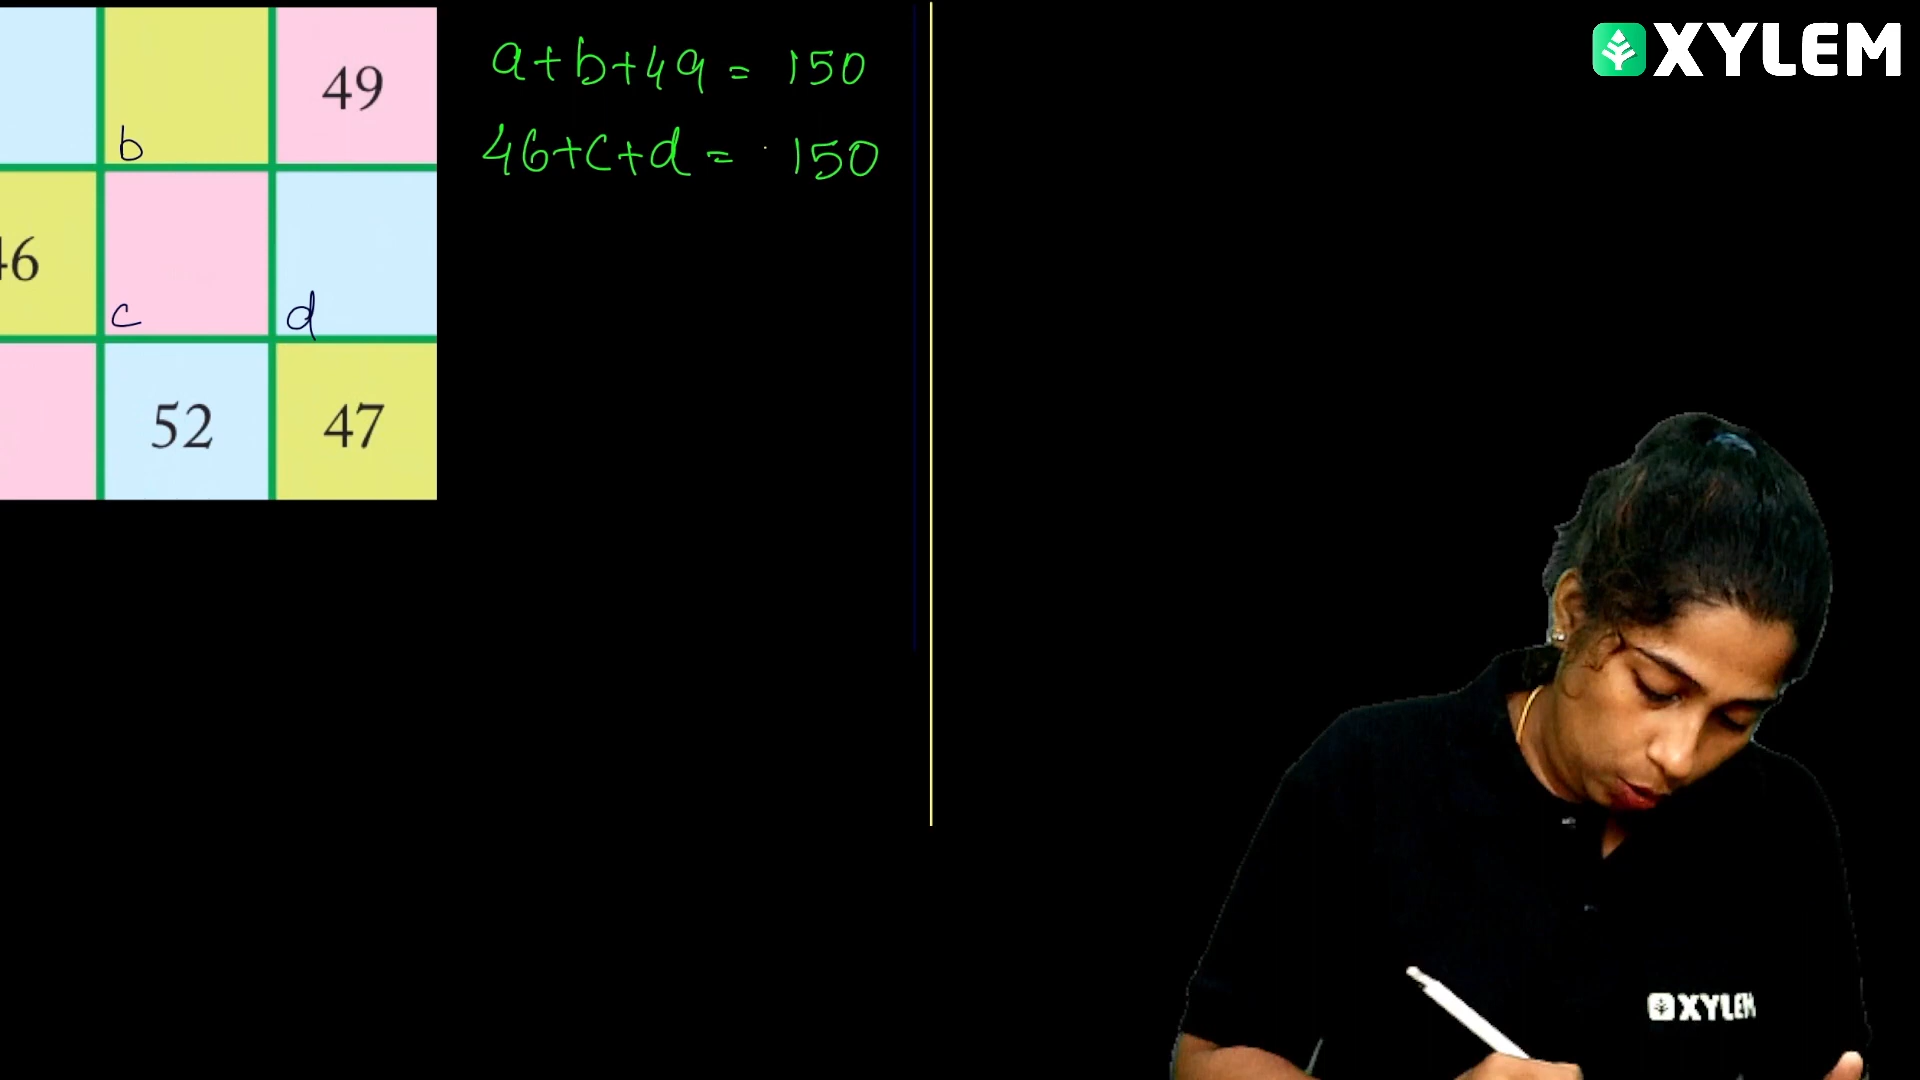 XYLEM
49
a+b+49 = 150
b
46+c+d = 150
46
c
d
52
47
XYLEM